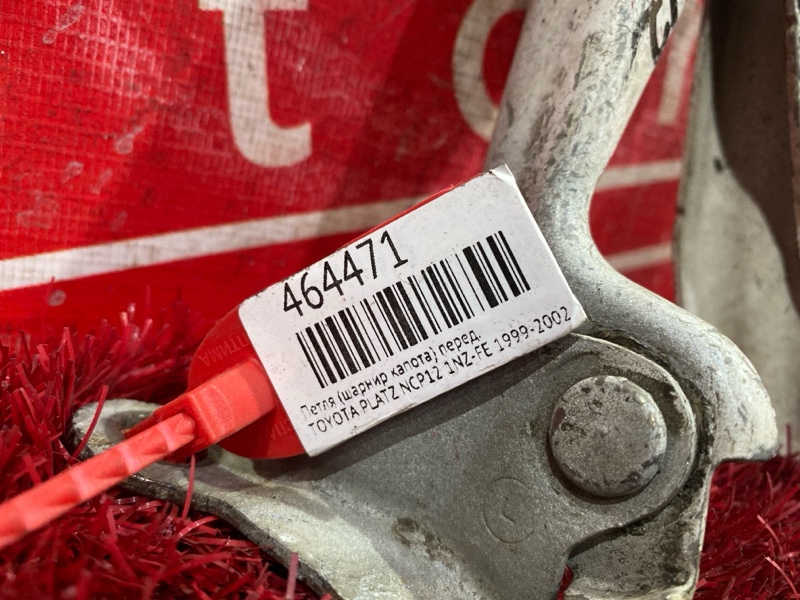 t
464471
Петля (шарнир капота) перед.
TOYOTA PLATZ NCP12 1NZ-FE 1999-2002